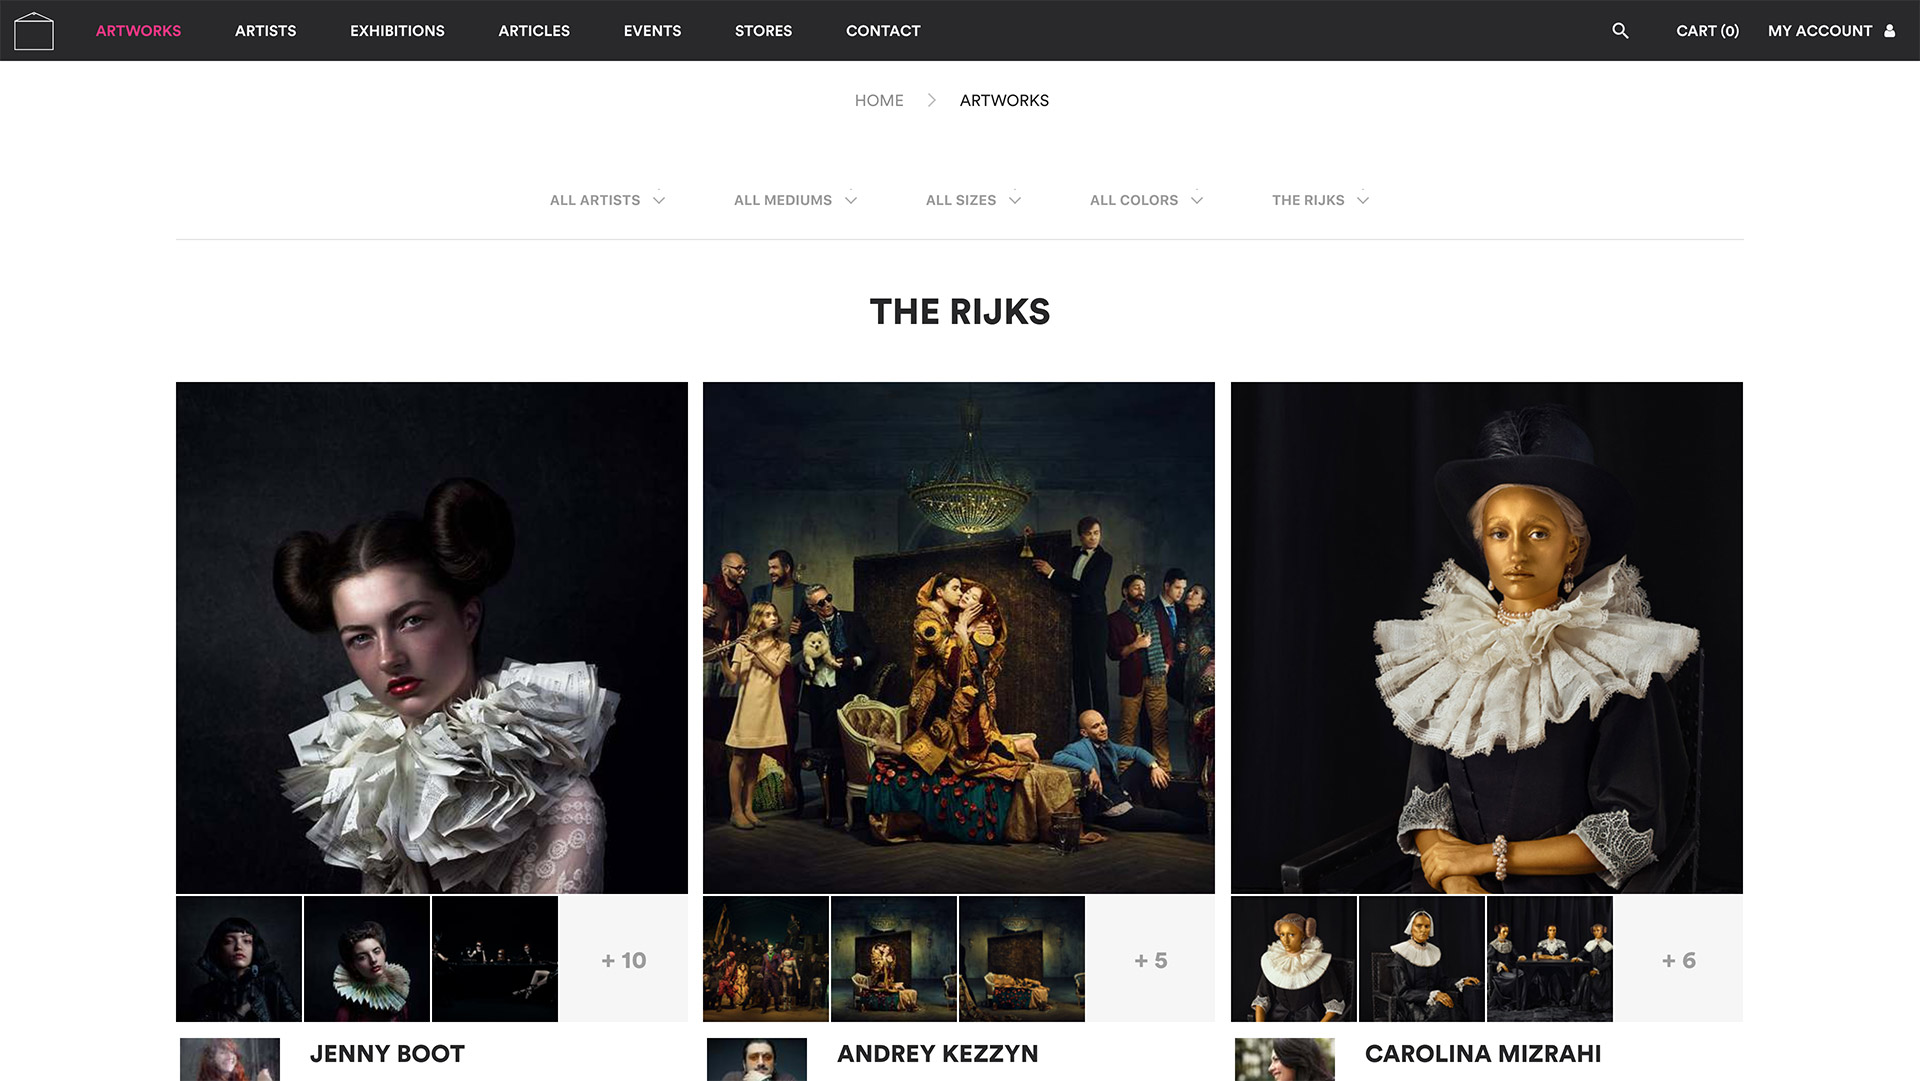 ARTWORKS ARTISTS EXHIBITIONS ARTICLES EVENTS STORES CONTACT CART (0) MY ACCOUNT
HOME ARTWORKS
ALL ARTISTS ALL MEDIUMS ALL SIZES ALL COLORS THE RIJKS
THE RIJKS
+ 10 + 5 + 6
JENNY BOOT ANDREY KEZZYN CAROLINA MIZRAHI